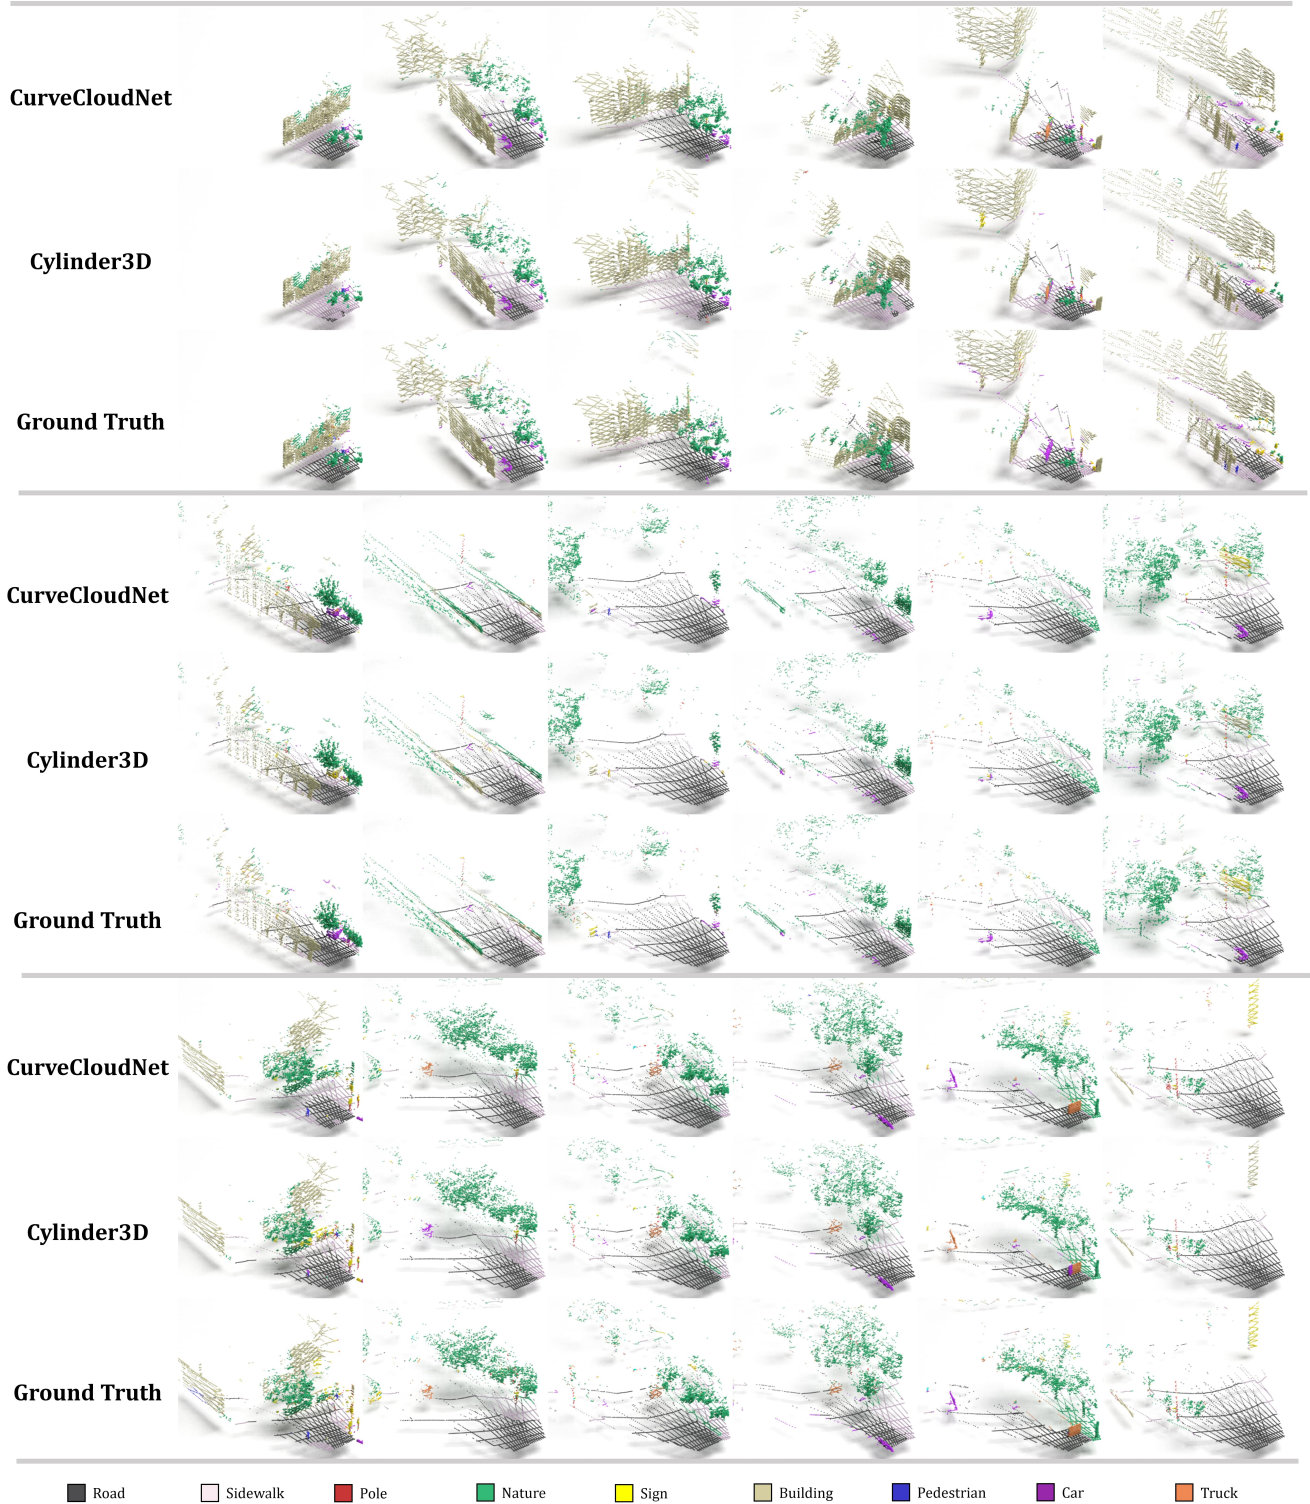 CurveCloudNet
Cylinder3D
Ground Truth
CurveCloudNet
Cylinder3D
Ground Truth
CurveCloudNet
Cylinder3D
Ground Truth
Road Sidewalk Pole Nature Sign Building Pedestrian Car Truck